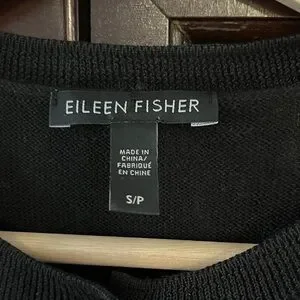 EILEEN FISHER
MADE IN
CHINA/
FABRIQUÉ
EN CHINE
S/P